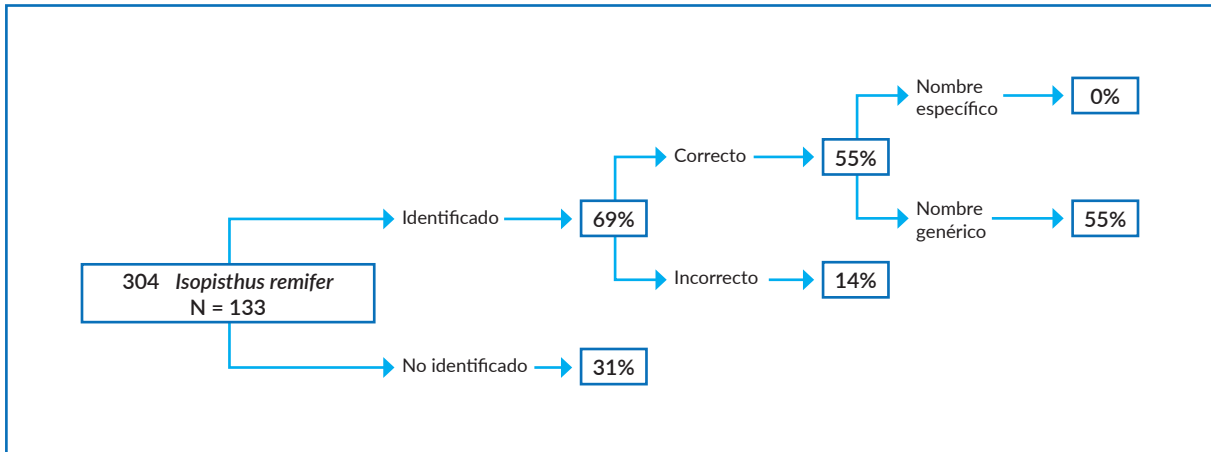 Nombre
específico
0%
Correcto
55%
Nombre
genérico
55%
Identificado
69%
Incorrecto
14%
304 Isopisthus remifer
N = 133
No identificado
31%